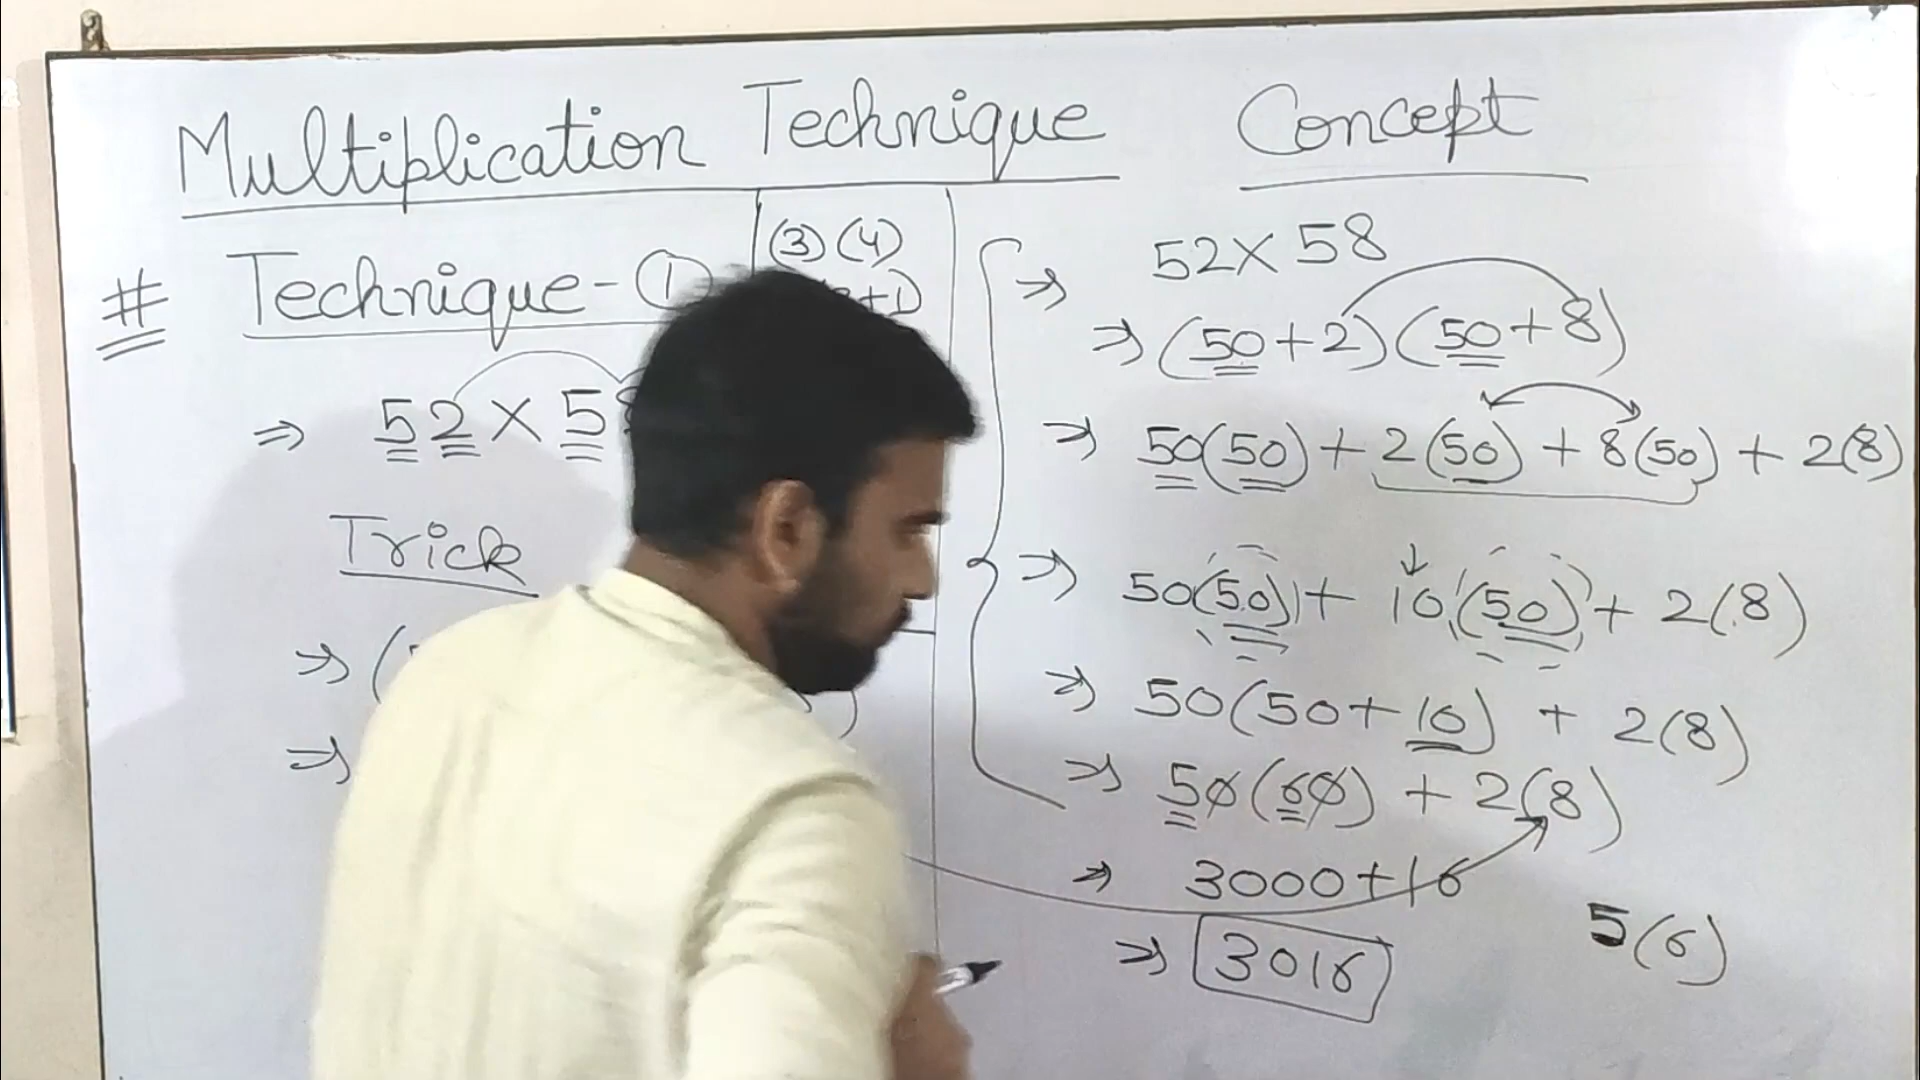 Multiplication Technique
# Technique-①
(3) (4)
+1)
⇒ 52 × 5
Trick
⇒ (
⇒
Concept
⇒ 52 × 58
⇒ (50+2)(50+8)
⇒ 50(50) + 2(50) + 8(50) + 2(8)
⇒ 50(50) + 10(50) + 2(8)
⇒ 50(50+10) + 2(8)
⇒ 50(60) + 2(8)
⇒ 3000+16
⇒ 3016
5(6)